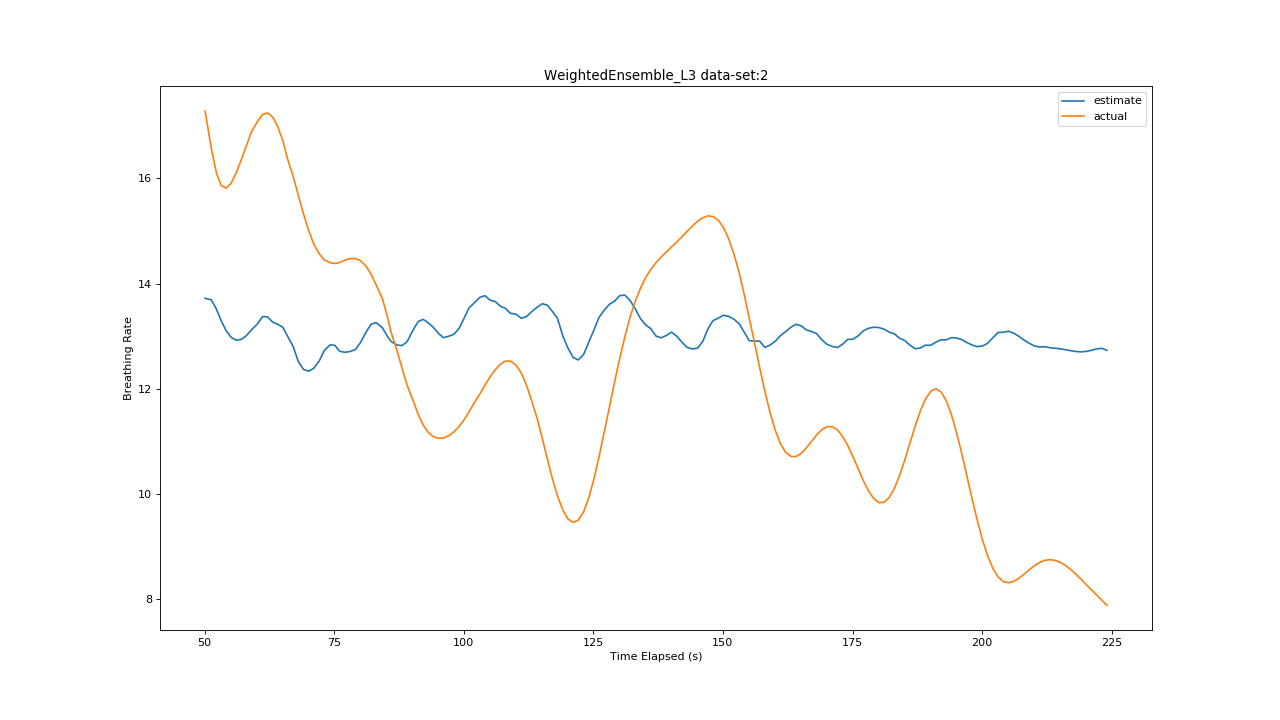 WeightedEnsemble_L3 data-set:2
estimate
actual
Breathing Rate
16
14
12
10
8
50 75 100 125 150 175 200 225
Time Elapsed (s)